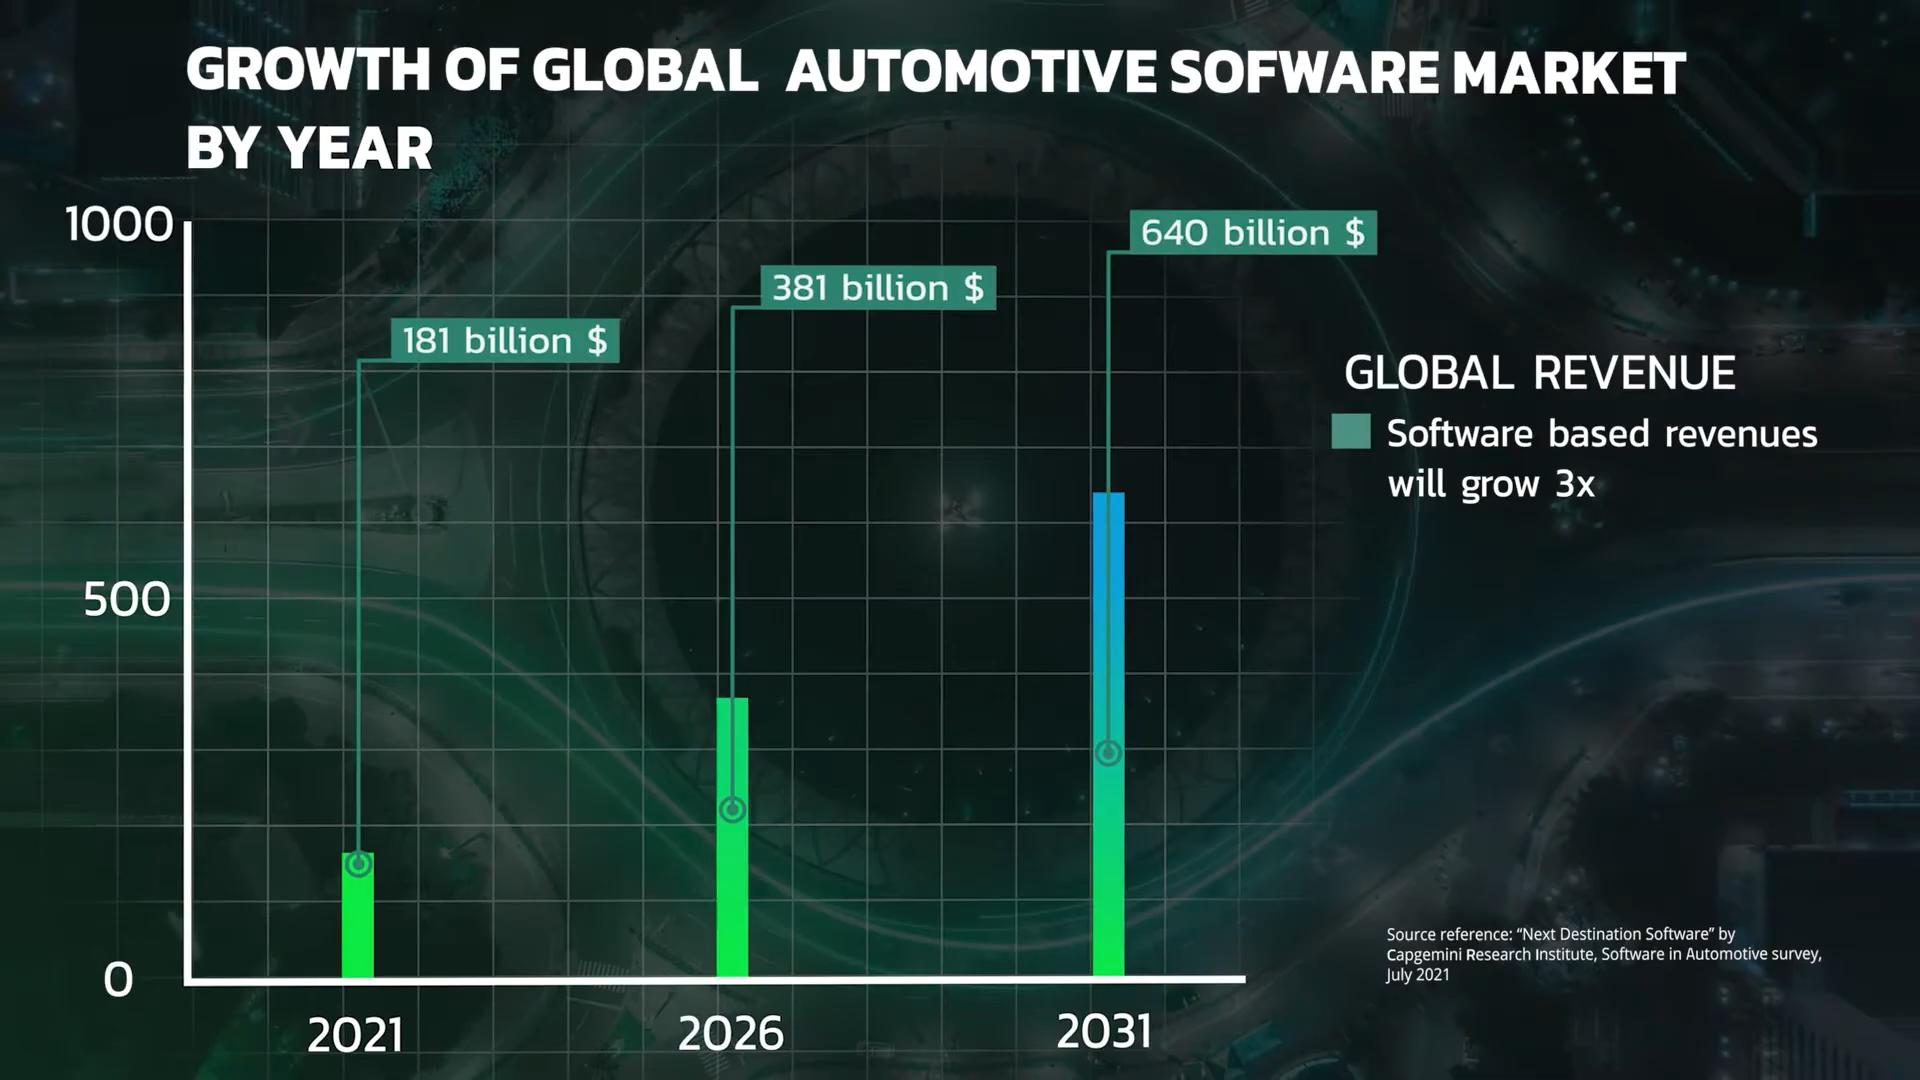 GROWTH OF GLOBAL AUTOMOTIVE SOFWARE MARKET
BY YEAR
1000
500
0
181 billion $
381 billion $
640 billion $
2021
2026
2031
GLOBAL REVENUE
Software based revenues
will grow 3x
Source reference: “Next Destination Software” by
Capgemini Research Institute, Software in Automotive survey,
July 2021